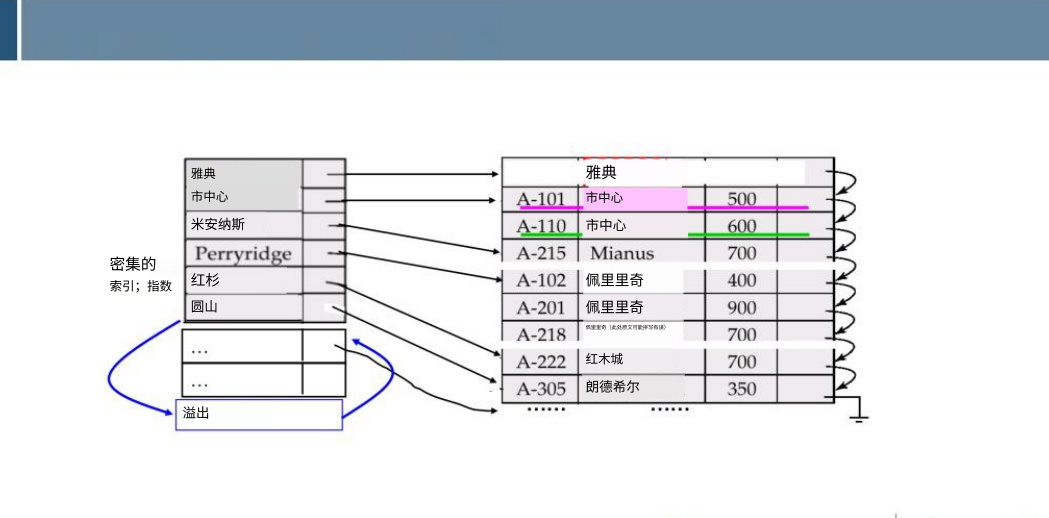 雅典
市中心
米安纳斯
Perryridge
红杉
圆山
密集的
索引；指数
...
...
溢出
雅典
A-101 市中心 500
A-110 市中心 600
A-215 Mianus 700
A-102 佩里里奇 400
A-201 佩里里奇 900
A-218 佩里里奇（此处原文可能拼写有误） 700
A-222 红木城 700
A-305 朗德希尔 350
...... ......